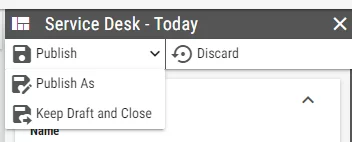 Service Desk - Today
Publish
Discard
Publish As
Keep Draft and Close
Name